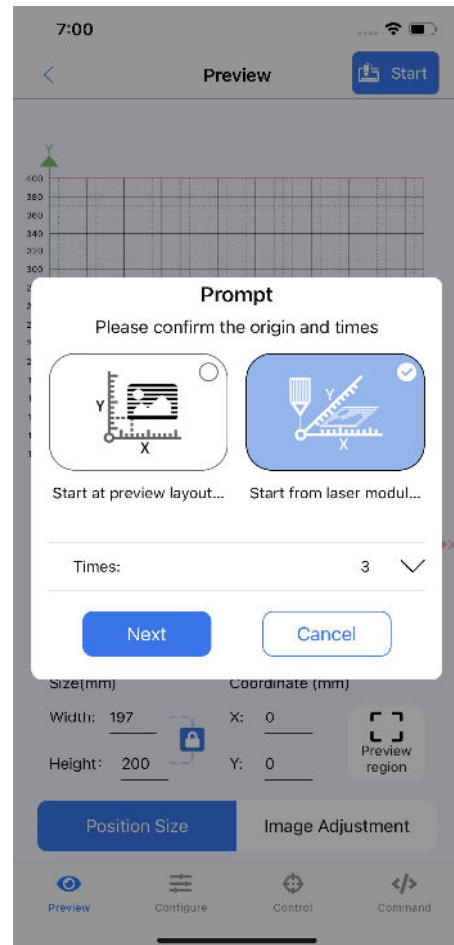 7:00
Preview
Start
Y
400
380
360
340
320
300
Prompt
Please confirm the origin and times
Y
X
Y
X
Start at preview layout...
Start from laser modul...
X
Times: 3
Next
Cancel
Size(mm)
Coordinate (mm)
Width: 197
X: 0
Height: 200
Y: 0
Preview
region
Position Size
Image Adjustment
Preview
Configure
Control
</>
Command